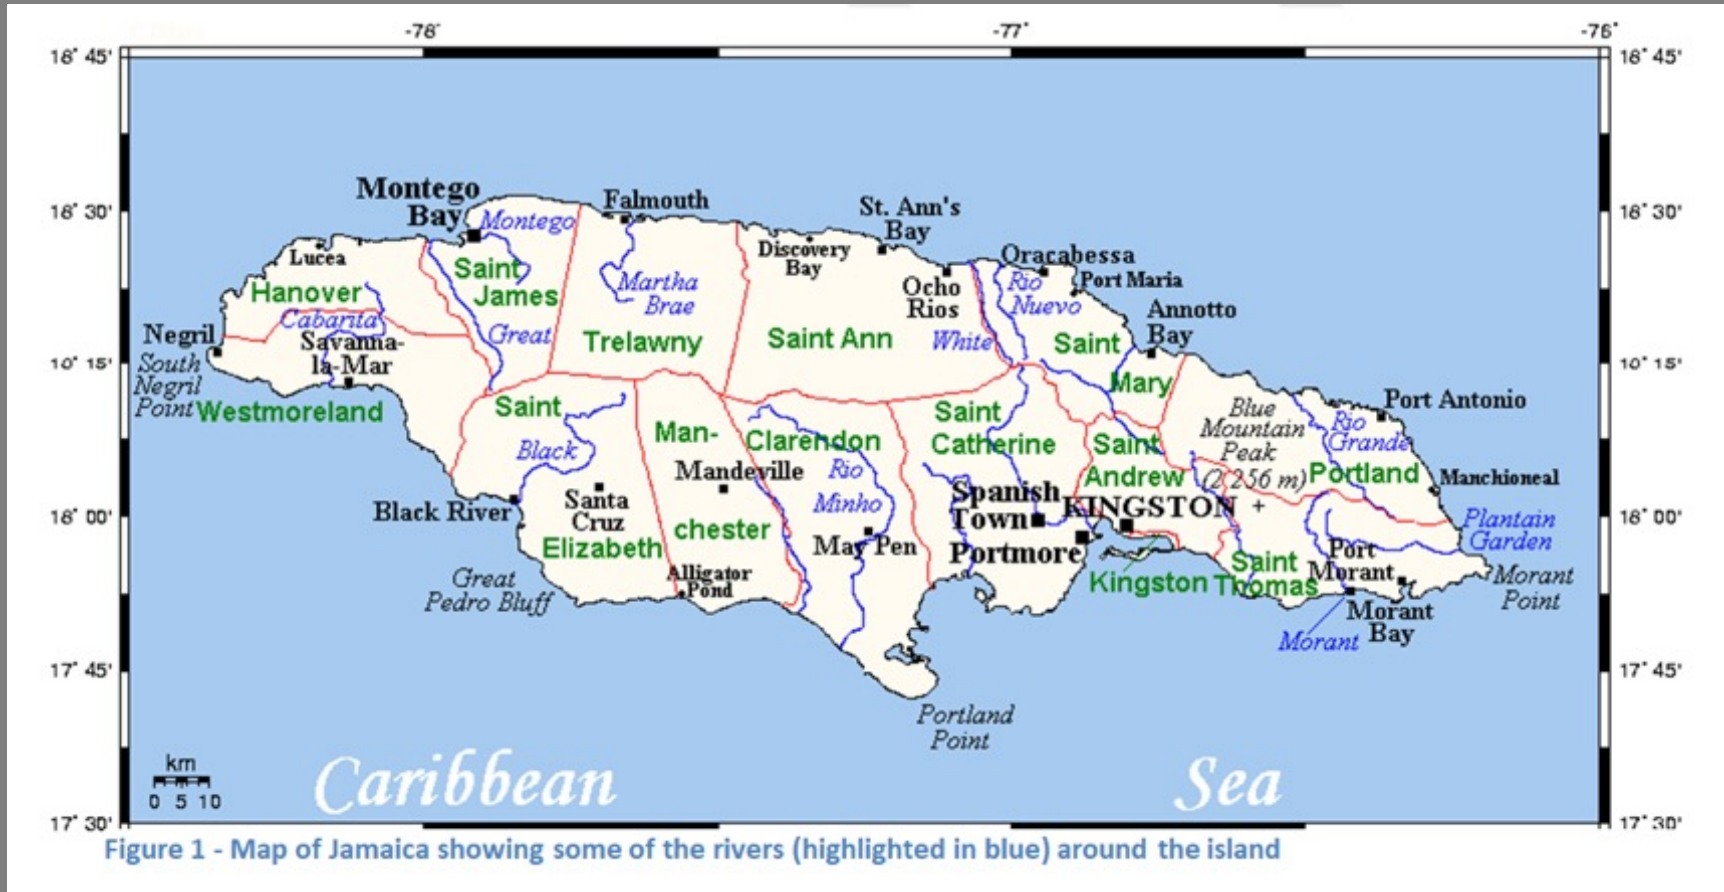 -78°
-77°
-76°
18° 45'
18° 45'
18° 30'
18° 30'
10° 15'
10° 15'
18° 00'
18° 00'
17° 45'
17° 45'
17° 30'
17° 30'
Montego
Bay
Montego
Falmouth
St. Ann's
Bay
Discovery
Bay
Oracabessa
Port Maria
Lucea
Saint
James
Hanover
Martha
Brae
Ocho
Rios
Rio
Nuevo
Annotto
Bay
Negril
Cabarita
Savanna-
la-Mar
Great
Trelawny
Saint Ann
White
Saint
Mary
South
Negril
Point
Westmoreland
Saint
Black
Man-
Clarendon
Saint
Catherine
Saint
Andrew
Blue
Mountain
Peak
(2 256 m)
Rio
Grande
Port Antonio
Portland
Manchioneal
Mandeville
Rio
Minho
Black River
Santa
Cruz
Elizabeth
chester
May Pen
Spanish
Town
KINGSTON
Portmore
Plantain
Garden
Great
Pedro Bluff
Alligator
Pond
Kingston
Saint
Thomas
Port
Morant
Morant
Point
Morant
Bay
Morant
Portland
Point
km
0 5 10
Caribbean
Sea
Figure 1 - Map of Jamaica showing some of the rivers (highlighted in blue) around the island